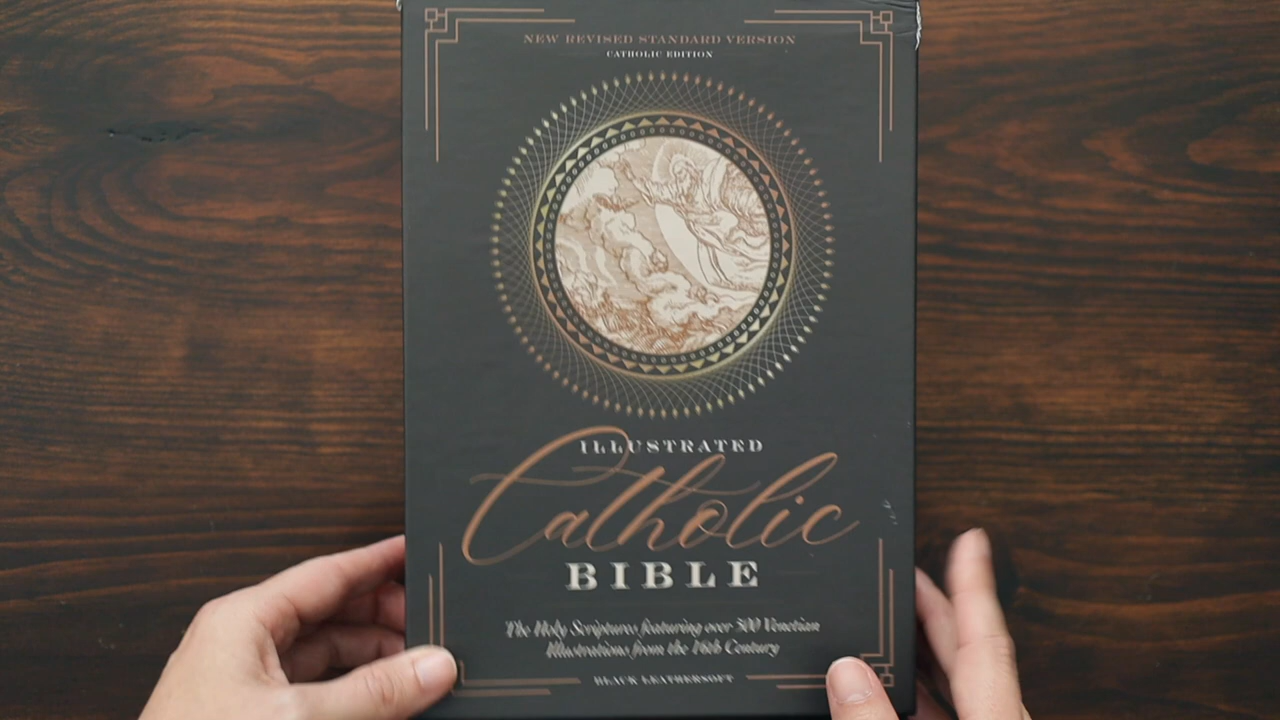 NEW REVISED STANDARD VERSION
CATHOLIC EDITION
ILLUSTRATED
Catholic
BIBLE
The Holy Scriptures featuring over 300 Venetian
Illustrations from the 16th Century
BLACK LEATHERSOFT